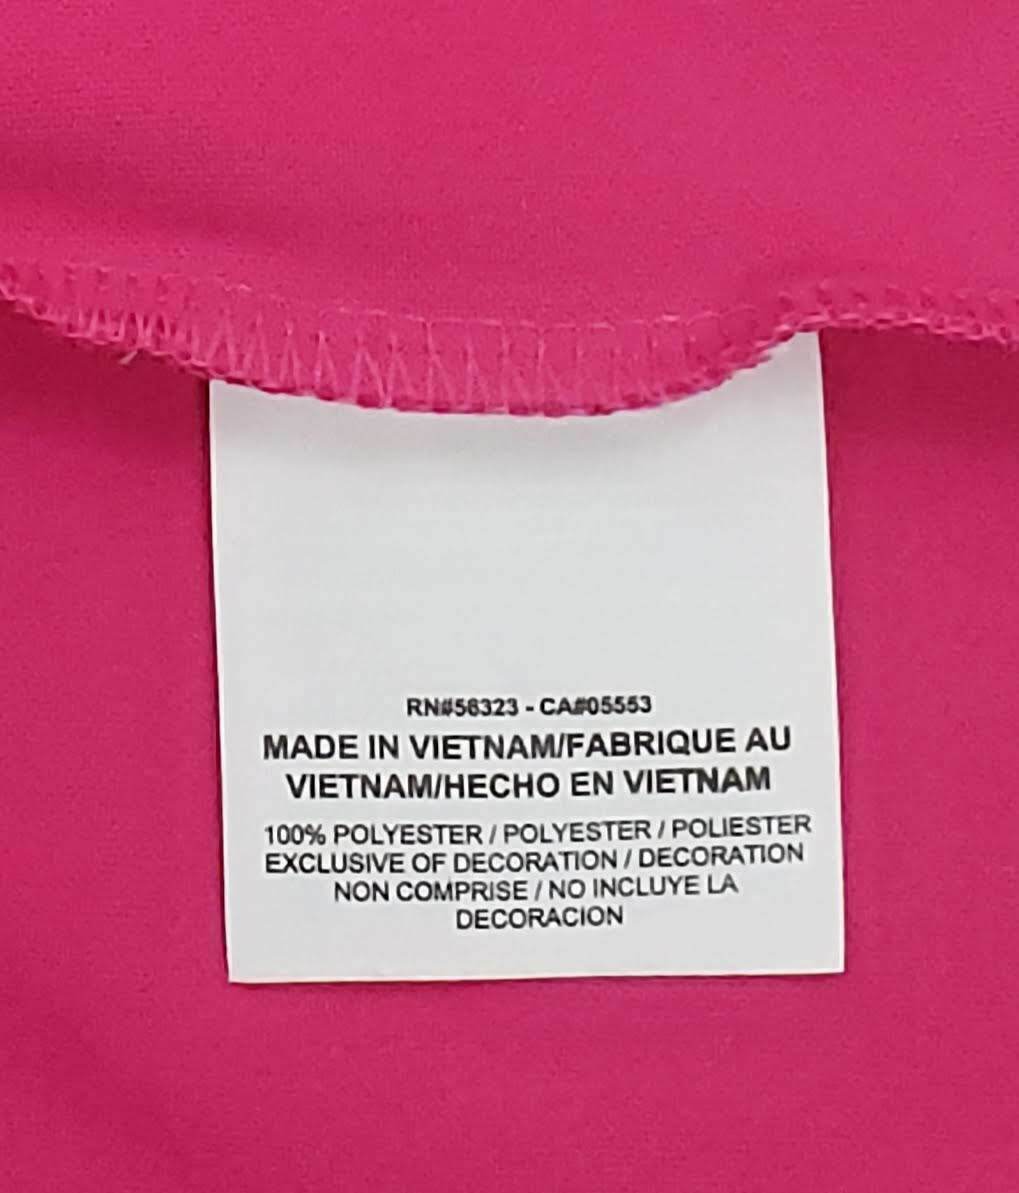 RN#56323 - CA#05553
MADE IN VIETNAM/FABRIQUE AU
VIETNAM/HECHO EN VIETNAM
100% POLYESTER / POLYESTER / POLIESTER
EXCLUSIVE OF DECORATION / DECORATION
NON COMPRISE / NO INCLUYE LA
DECORACION